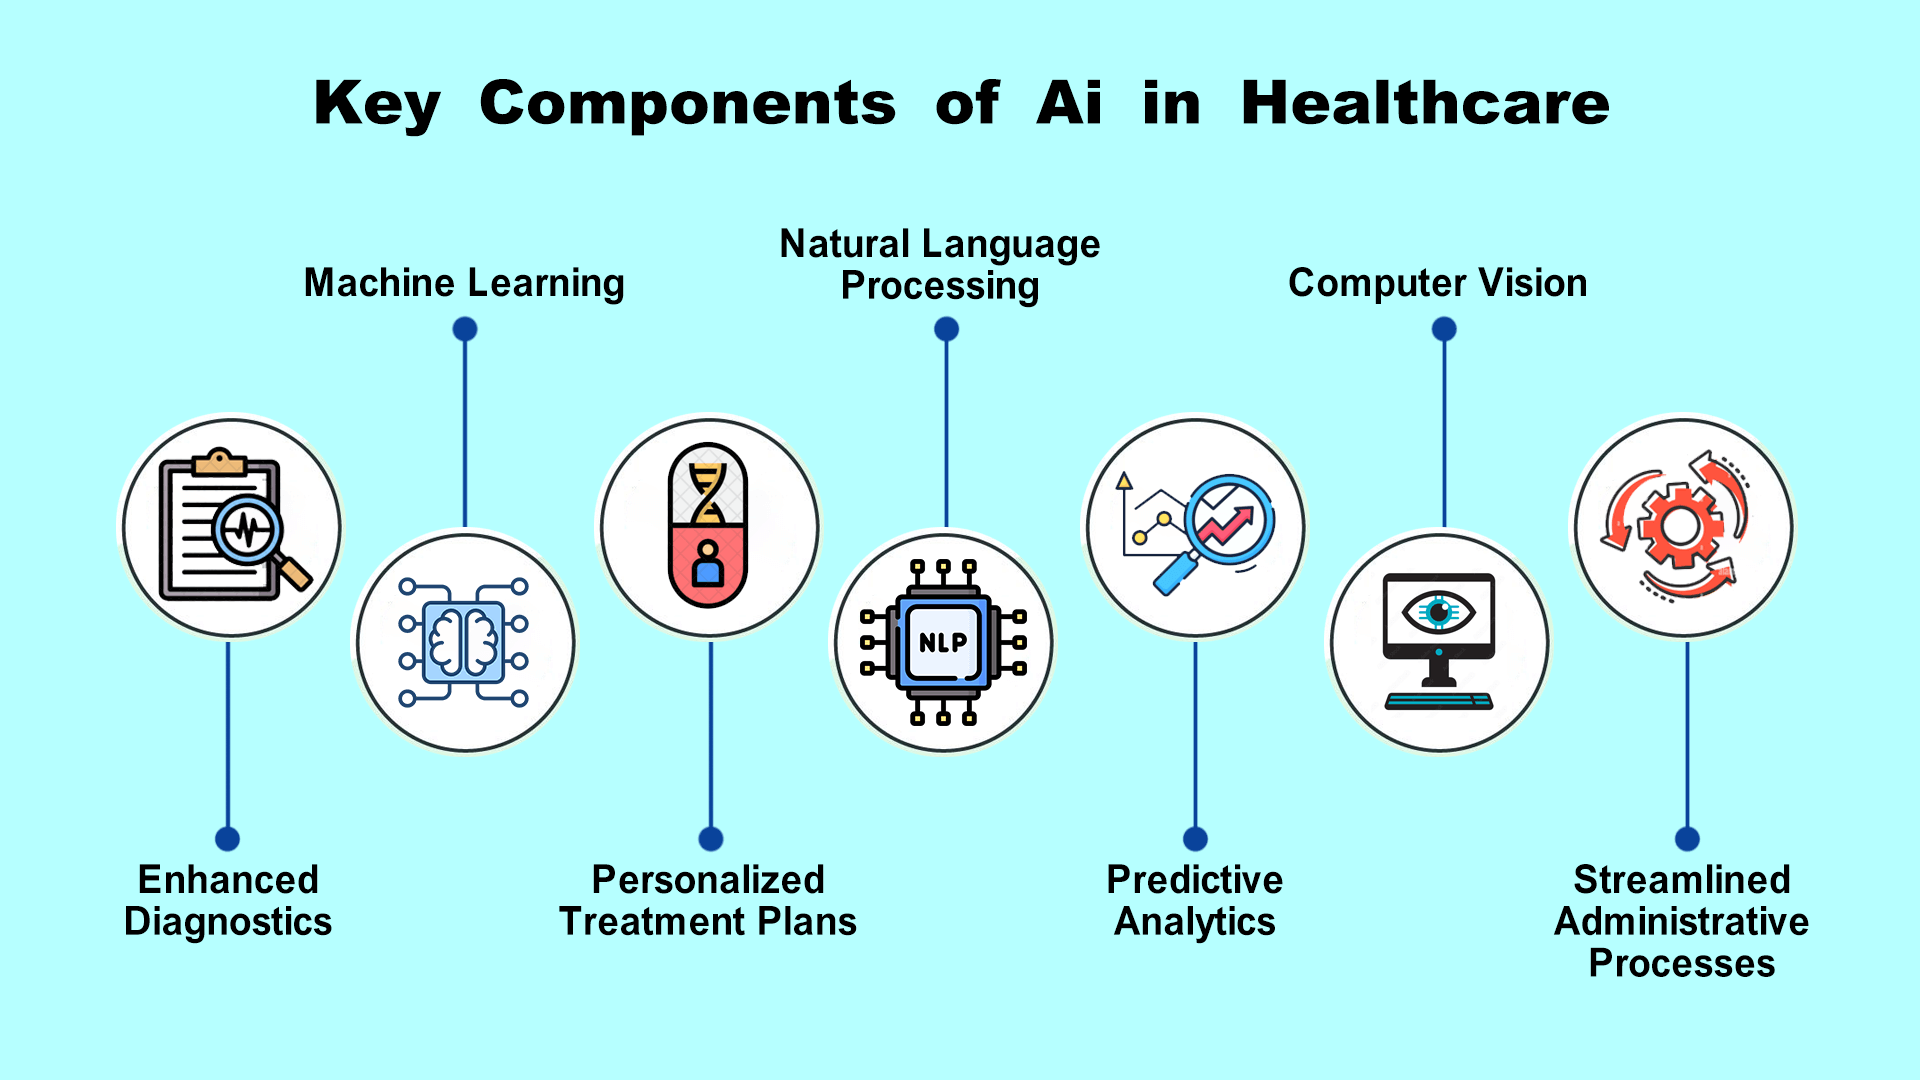 Key Components of Ai in Healthcare
Natural Language
Processing
Machine Learning
Computer Vision
NLP
Enhanced
Diagnostics
Personalized
Treatment Plans
Predictive
Analytics
Streamlined
Administrative
Processes